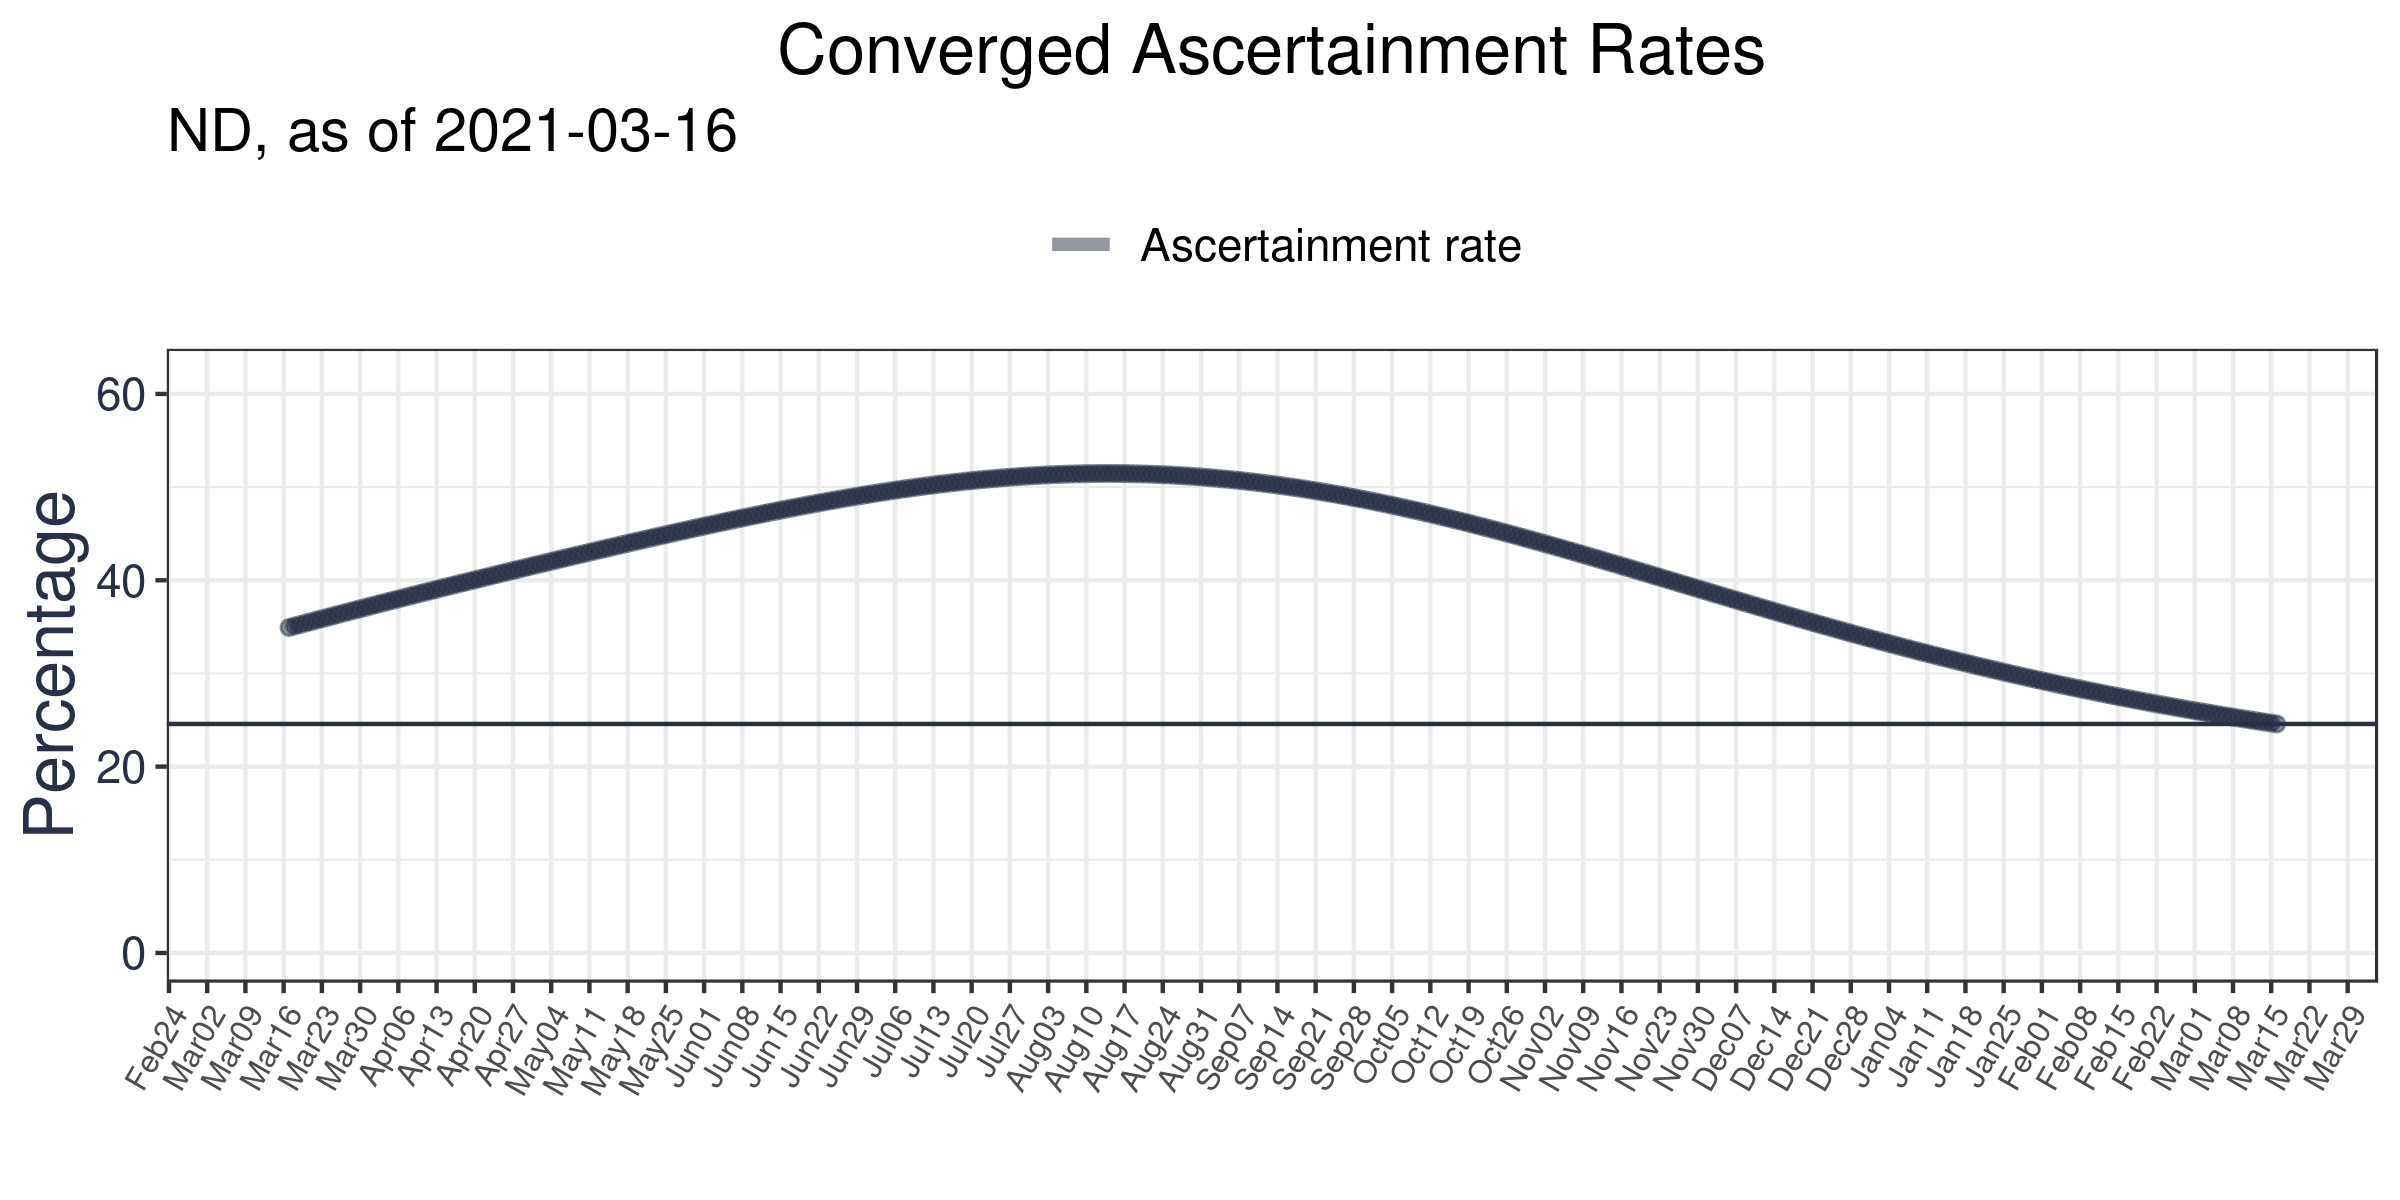 Converged Ascertainment Rates
ND, as of 2021-03-16
Ascertainment rate
Percentage
60
40
20
0
Feb24
Mar02
Mar09
Mar16
Mar23
Mar30
Apr06
Apr13
Apr20
Apr27
May04
May11
May18
May25
Jun01
Jun08
Jun15
Jun22
Jun29
Jul06
Jul13
Jul20
Jul27
Aug03
Aug10
Aug17
Aug24
Aug31
Sep07
Sep14
Sep21
Sep28
Oct05
Oct12
Oct19
Oct26
Nov02
Nov09
Nov16
Nov23
Nov30
Dec07
Dec14
Dec21
Dec28
Jan04
Jan11
Jan18
Jan25
Feb01
Feb08
Feb15
Feb22
Mar01
Mar08
Mar15
Mar22
Mar29